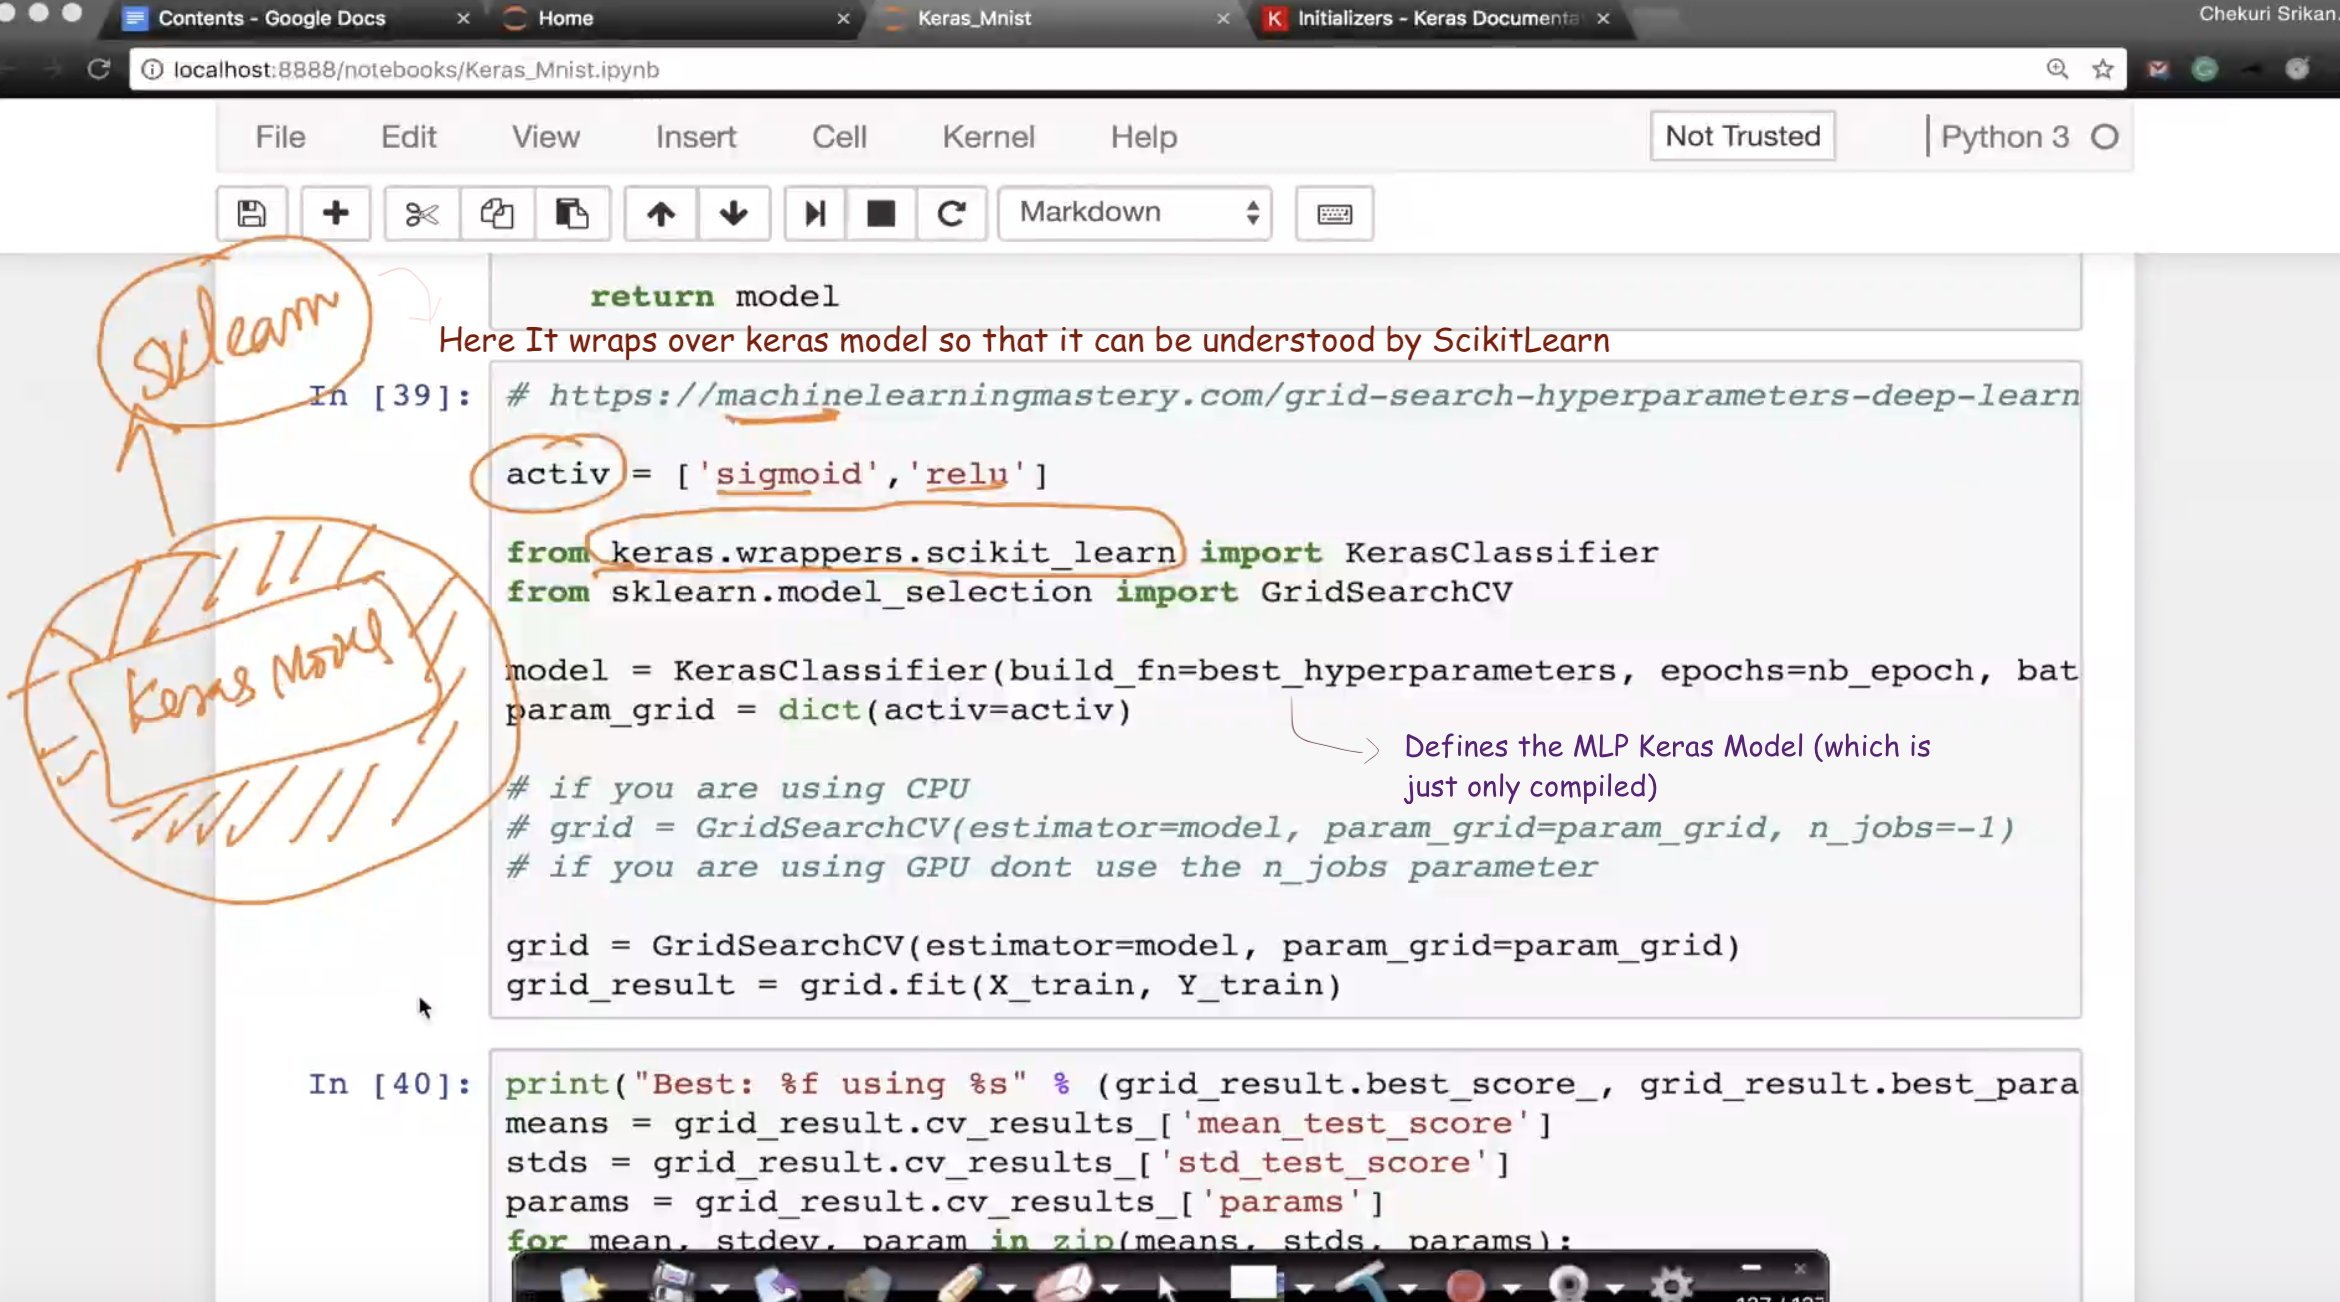 Contents - Google Docs × Home × Keras_Mnist × K Initializers - Keras Documenta ×
Chekuri Srikan
localhost:8888/notebooks/Keras_Mnist.ipynb
File Edit View Insert Cell Kernel Help Not Trusted Python 3
Markdown
sklearn
return model
Here It wraps over keras model so that it can be understood by ScikitLearn
In [39]: # https://machinelearningmastery.com/grid-search-hyperparameters-deep-learn
activ = ['sigmoid','relu']
from keras.wrappers.scikit_learn import KerasClassifier
from sklearn.model_selection import GridSearchCV
Keras Model
model = KerasClassifier(build_fn=best_hyperparameters, epochs=nb_epoch, bat
param_grid = dict(activ=activ)
Defines the MLP Keras Model (which is
just only compiled)
# if you are using CPU
# grid = GridSearchCV(estimator=model, param_grid=param_grid, n_jobs=-1)
# if you are using GPU dont use the n_jobs parameter
grid = GridSearchCV(estimator=model, param_grid=param_grid)
grid_result = grid.fit(X_train, Y_train)
In [40]: print("Best: %f using %s" % (grid_result.best_score_, grid_result.best_para
means = grid_result.cv_results_['mean_test_score']
stds = grid_result.cv_results_['std_test_score']
params = grid_result.cv_results_['params']
for mean, stdev, param in zip(means, stds, params):